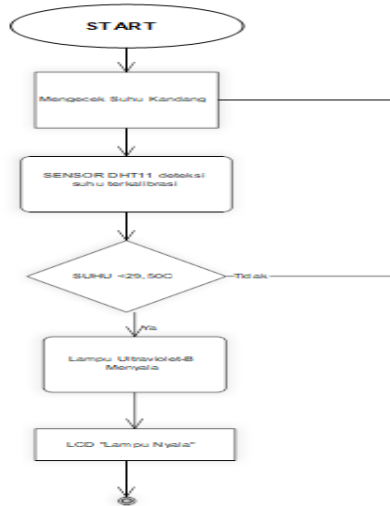 START
Mengecek Suhu Kandang
SENSOR DHT11 deteksi
suhu terkalibrasi
SUHU <29,50C
Tidak
Ya
Lampu Ultraviolet-B
Menyala
LCD "Lampu Nyala"